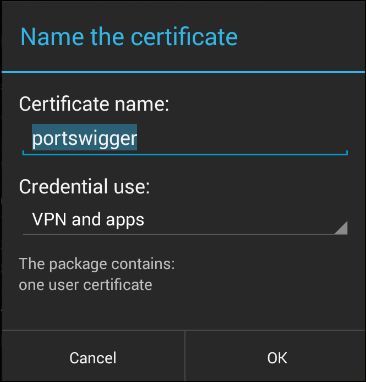 Name the certificate
Certificate name:
portswigger
Credential use:
VPN and apps
The package contains:
one user certificate
Cancel OK